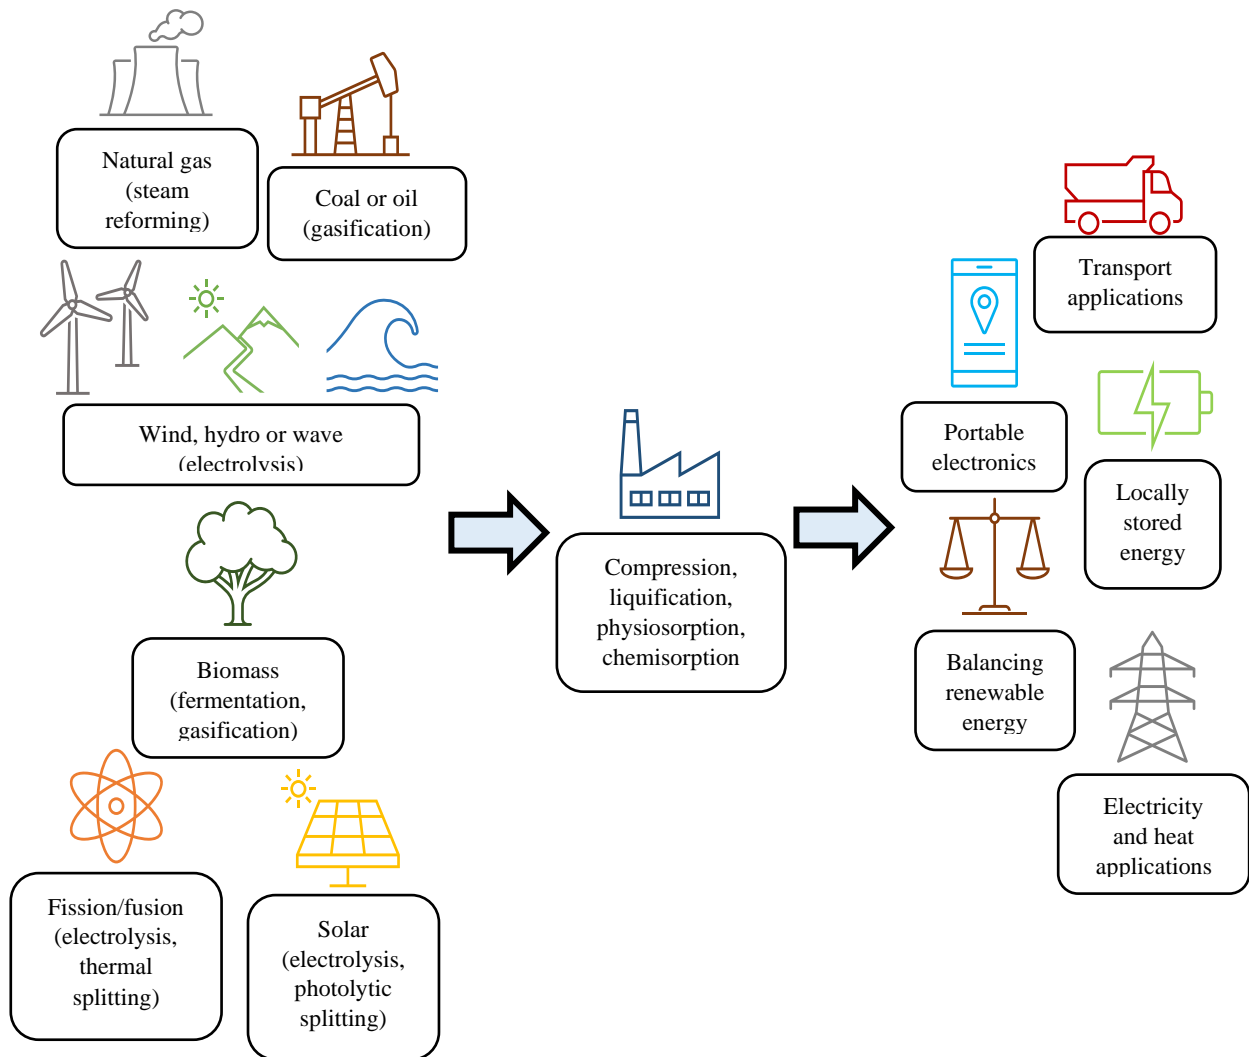 Natural gas
(steam
reforming)
Coal or oil
(gasification)
Wind, hydro or wave
(electrolysis)
Biomass
(fermentation,
gasification)
Fission/fusion
(electrolysis,
thermal
splitting)
Solar
(electrolysis,
photolytic
splitting)
Compression,
liquification,
physiosorption,
chemisorption
Transport
applications
Portable
electronics
Locally
stored
energy
Balancing
renewable
energy
Electricity
and heat
applications